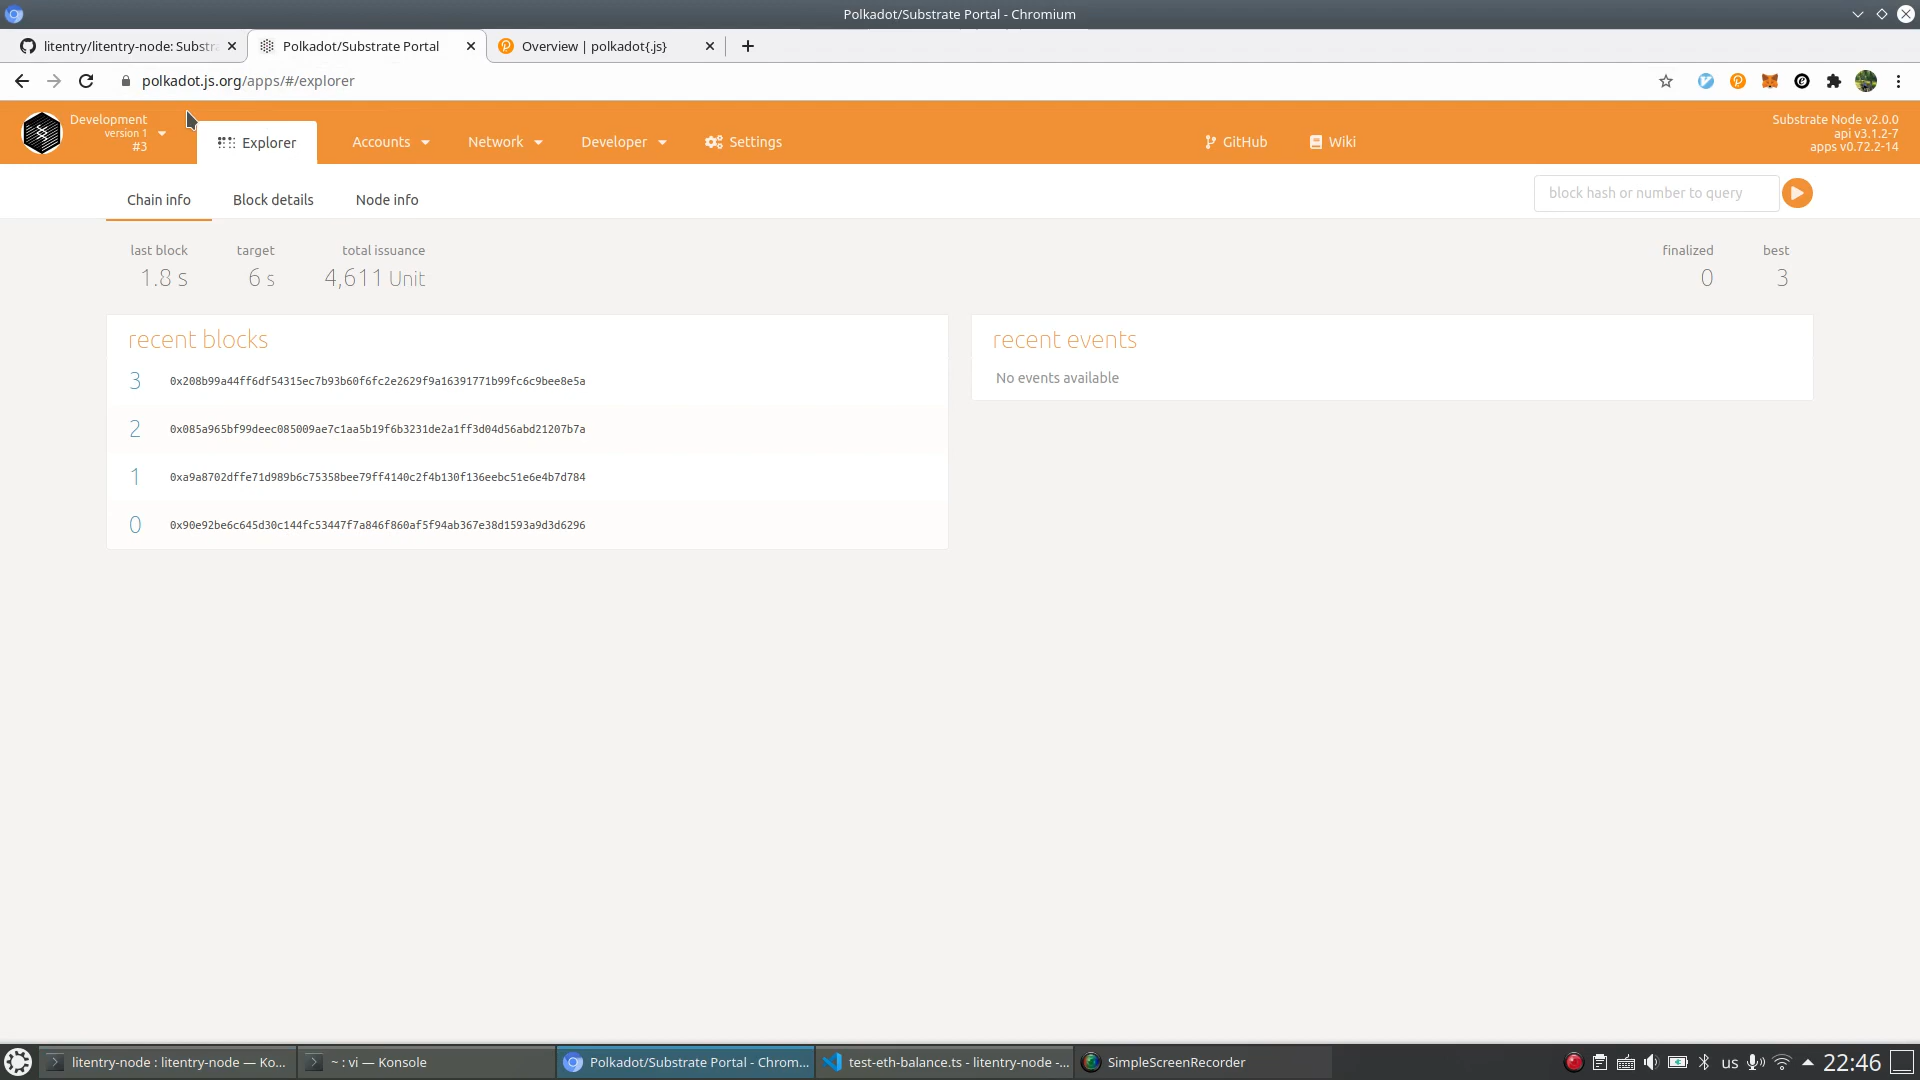 Polkadot/Substrate Portal - Chromium
litentry/litentry-node: Substra
Polkadot/Substrate Portal
Overview | polkadot{.js}
polkadot.js.org/apps/#/explorer
Development
version 1
#3
Explorer
Accounts
Network
Developer
Settings
GitHub
Wiki
Substrate Node v2.0.0
api v3.1.2-7
apps v0.72.2-14
Chain info
Block details
Node info
block hash or number to query
last block
target
total issuance
finalized
best
1.8 s
6 s
4,611 Unit
0
3
recent blocks
3 0x208b99a44ff6df54315ec7b93b60f6fc2e2629f9a16391771b99fc6c9bee8e5a
2 0x085a965bf99deec085009ae7c1aa5b19f6b3231de2a1ff3d04d56abd21207b7a
1 0xa9a8702dffe71d989b6c75358bee79ff4140c2f4b130f136eebc51e6e4b7d784
0 0x90e92be6c645d30c144fc53447f7a846f860af5f94ab367e38d1593a9d3d6296
recent events
No events available
litentry-node : litentry-node — Ko...
~ : vi — Konsole
Polkadot/Substrate Portal - Chrom...
test-eth-balance.ts - litentry-node -...
SimpleScreenRecorder
us
22:46